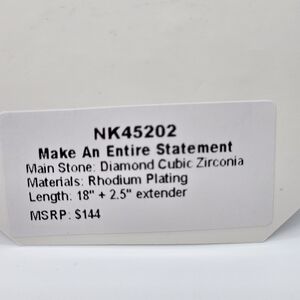 NK45202
Make An Entire Statement
Main Stone: Diamond Cubic Zirconia
Materials: Rhodium Plating
Length: 18" + 2.5" extender
MSRP: $144